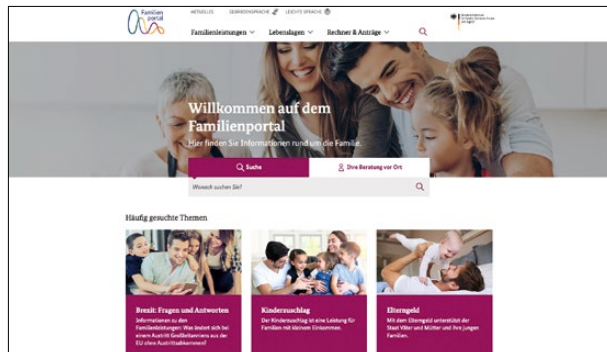 Familien
portal
AKTUELLES GEBÄRDENSPRACHE LEICHTE SPRACHE
Familienleistungen Lebenslagen Rechner & Anträge
Willkommen auf dem
Familienportal
Hier finden Sie Informationen rund um die Familie.
Suche Ihre Beratung vor Ort
Wonach suchen Sie?
Häufig gesuchte Themen
Brexit: Fragen und Antworten
Informationen zu den
Familienleistungen: Was ändert sich bei
einem Austritt Großbritanniens aus der
EU ohne Austrittsabkommen?
Kinderzuschlag
Der Kinderzuschlag ist eine Leistung für
Familien mit kleinem Einkommen.
Elterngeld
Mit dem Elterngeld unterstützt der
Staat Väter und Mütter und ihre jungen
Familien.